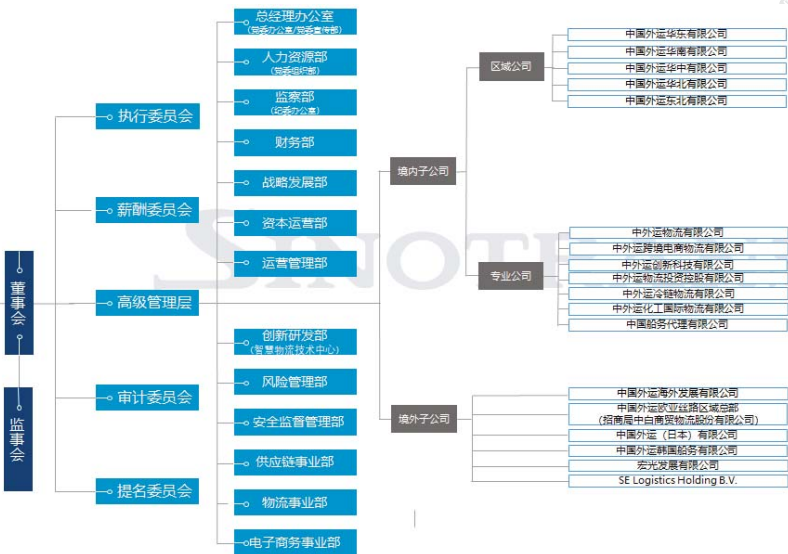 董事会
监事会
执行委员会
薪酬委员会
高级管理层
审计委员会
提名委员会
总经理办公室
(党委办公室/党委宣传部)
人力资源部
(党委组织部)
监察部
(纪委办公室)
财务部
战略发展部
资本运营部
运营管理部
创新研发部
(智慧物流技术中心)
风险管理部
安全监督管理部
供应链事业部
物流事业部
电子商务事业部
境内子公司
境外子公司
区域公司
专业公司
中国外运华东有限公司
中国外运华南有限公司
中国外运华中有限公司
中国外运华北有限公司
中国外运东北有限公司
中外运物流有限公司
中外运跨境电商物流有限公司
中外运创新科技有限公司
中外运物流投资控股有限公司
中外运冷链物流有限公司
中外运化工国际物流有限公司
中国船务代理有限公司
中国外运海外发展有限公司
中国外运欧亚丝路区域总部
(招商局中白商贸物流股份有限公司)
中国外运（日本）有限公司
中国外运韩国船务有限公司
宏光发展有限公司
SE Logistics Holding B.V.
SINOTR